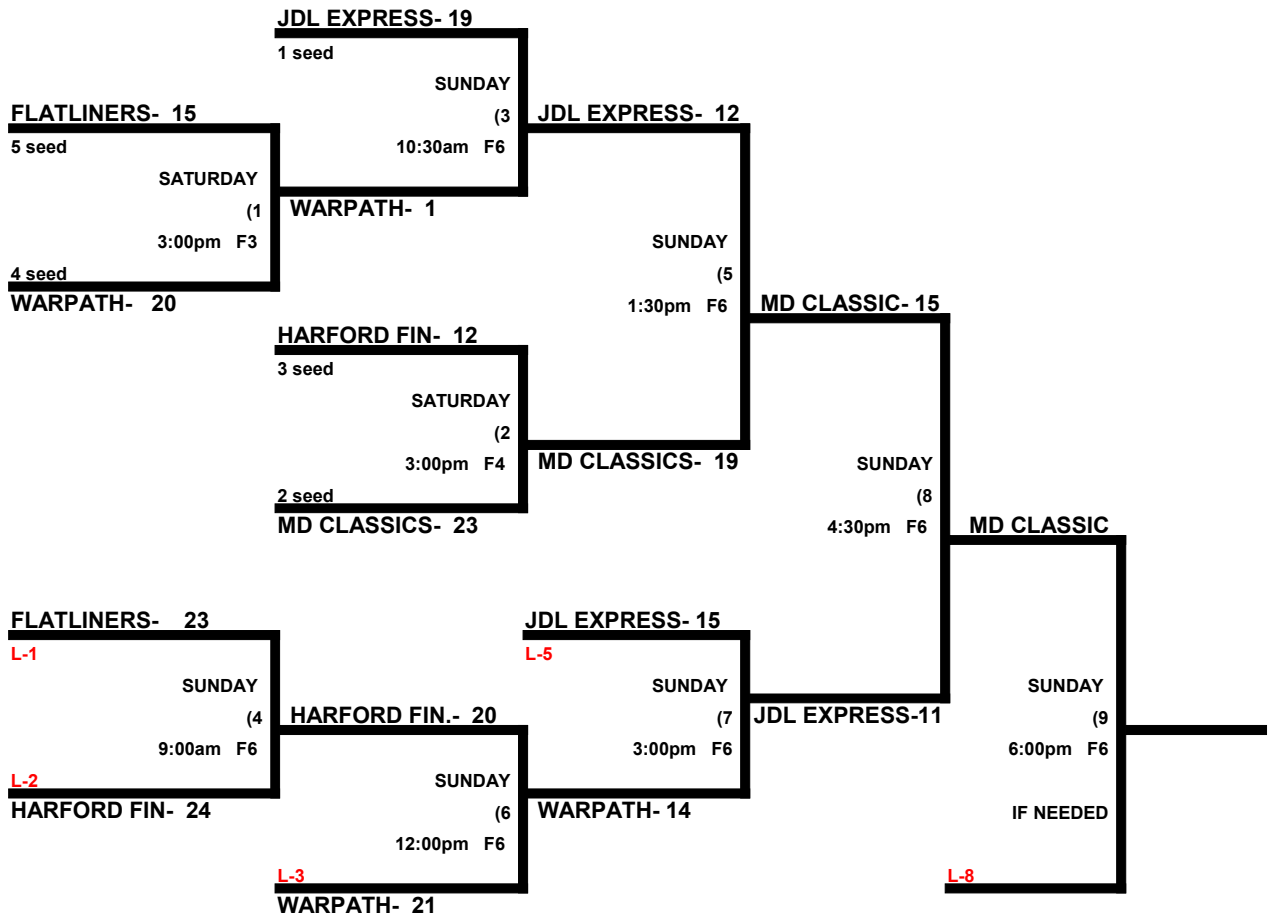 JDL EXPRESS- 19
1 seed
SUNDAY
(3
10:30am F6
FLATLINERS- 15
5 seed
SATURDAY
(1
3:00pm F3
4 seed
WARPATH- 20
WARPATH- 1
JDL EXPRESS- 12
SUNDAY
(5
1:30pm F6
HARFORD FIN- 12
3 seed
SATURDAY
(2
3:00pm F4
2 seed
MD CLASSICS- 23
MD CLASSICS- 19
MD CLASSIC- 15
SUNDAY
(8
4:30pm F6
MD CLASSIC
FLATLINERS- 23
L-1
SUNDAY
(4
9:00am F6
L-2
HARFORD FIN- 24
HARFORD FIN.- 20
SUNDAY
(6
12:00pm F6
L-3
WARPATH- 21
JDL EXPRESS- 15
L-5
SUNDAY
(7
3:00pm F6
WARPATH- 14
JDL EXPRESS-11
SUNDAY
(9
6:00pm F6
IF NEEDED
L-8